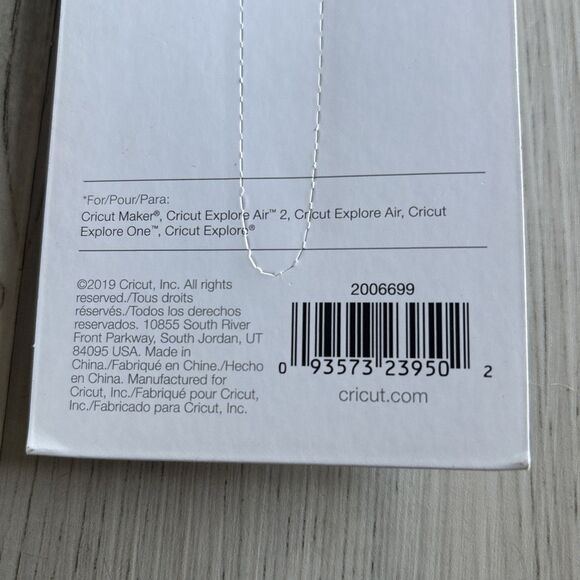 *For/Pour/Para:
Cricut Maker®, Cricut Explore Air™ 2, Cricut Explore Air, Cricut
Explore One™, Cricut Explore®
©2019 Cricut, Inc. All rights
reserved./Tous droits
résérvés./Todos los derechos
reservados. 10855 South River
Front Parkway, South Jordan, UT
84095 USA. Made in
China./Fabriqué en Chine./Hecho
en China. Manufactured for
Cricut, Inc./Fabriqué pour Cricut,
Inc./Fabricado para Cricut, Inc.
2006699
0 93573 23950 2
cricut.com